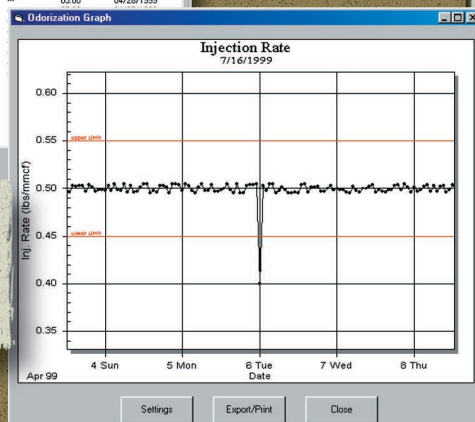 05.00 04/28/1999
Odorization Graph
Injection Rate
7/16/1999
0.60
0.55
Upper Limit
0.50
0.45
Lower Limit
0.40
0.35
Inj. Rate (lbs/mmcf)
4 Sun 5 Mon 6 Tue 7 Wed 8 Thu
Apr 99 Date
Settings Export/Print Close